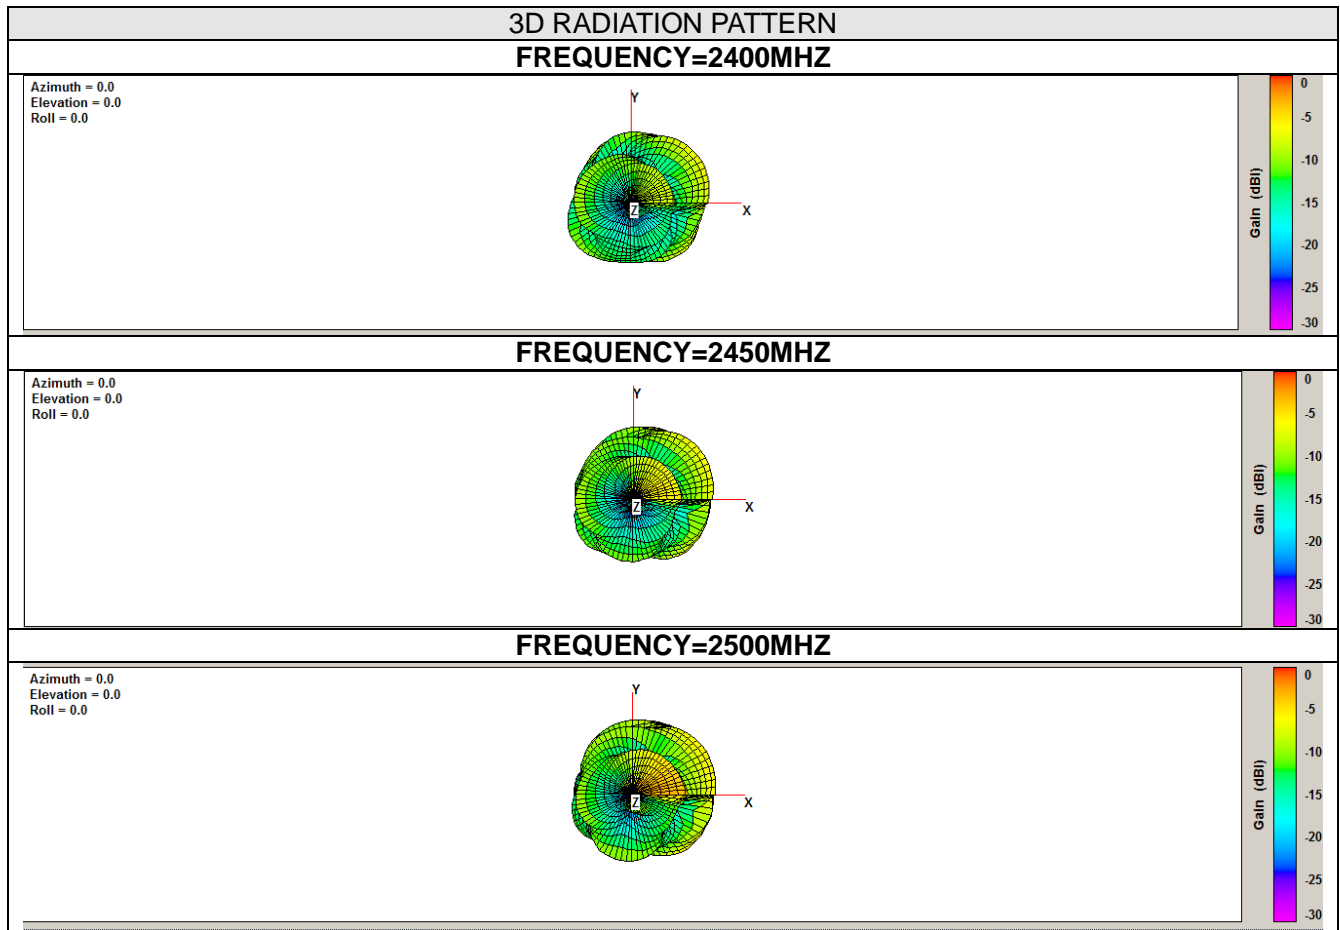 3D RADIATION PATTERN
FREQUENCY=2400MHZ
Azimuth = 0.0
Elevation = 0.0
Roll = 0.0
Y
X
Z
Gain (dBI)
0
-5
-10
-15
-20
-25
-30
FREQUENCY=2450MHZ
Azimuth = 0.0
Elevation = 0.0
Roll = 0.0
Y
X
Z
Gain (dBI)
0
-5
-10
-15
-20
-25
-30
FREQUENCY=2500MHZ
Azimuth = 0.0
Elevation = 0.0
Roll = 0.0
Y
X
Z
Gain (dBI)
0
-5
-10
-15
-20
-25
-30